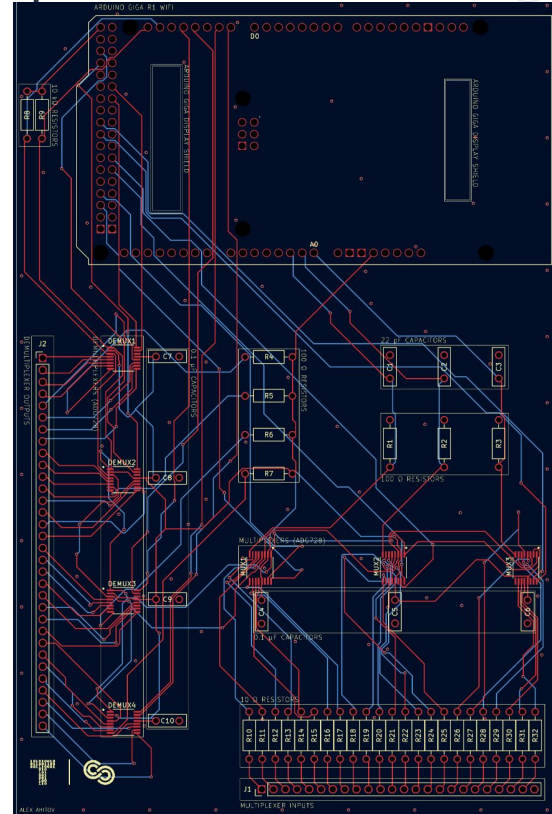 ARDUINO GIGA R1 WIFI
D0
ARDUINO GIGA DISPLAY SHIELD
ARDUINO GIGA DISPLAY SHIELD
R8
R9
10 kΩ RESISTORS
A0
J2
DEMULTIPLEXER OUTPUTS
DEMUX1
C7
0.1 µF CAPACITORS
R4
R5
R6
R7
100 Ω RESISTORS
22 pF CAPACITORS
C1
C2
C3
R1
R2
R3
100 Ω RESISTORS
DEMUX2
C8
MULTIPLEXERS (ADG728)
MUX1
MUX2
MUX3
DEMUX3
C9
C4
C5
C6
0.1 µF CAPACITORS
10 Ω RESISTORS
DEMUX4
C10
R10
R11
R12
R13
R14
R15
R16
R17
R18
R19
R20
R21
R22
R23
R24
R25
R26
R27
R28
R29
R30
R31
R32
J1
MULTIPLEXER INPUTS
ALEX AHITOV